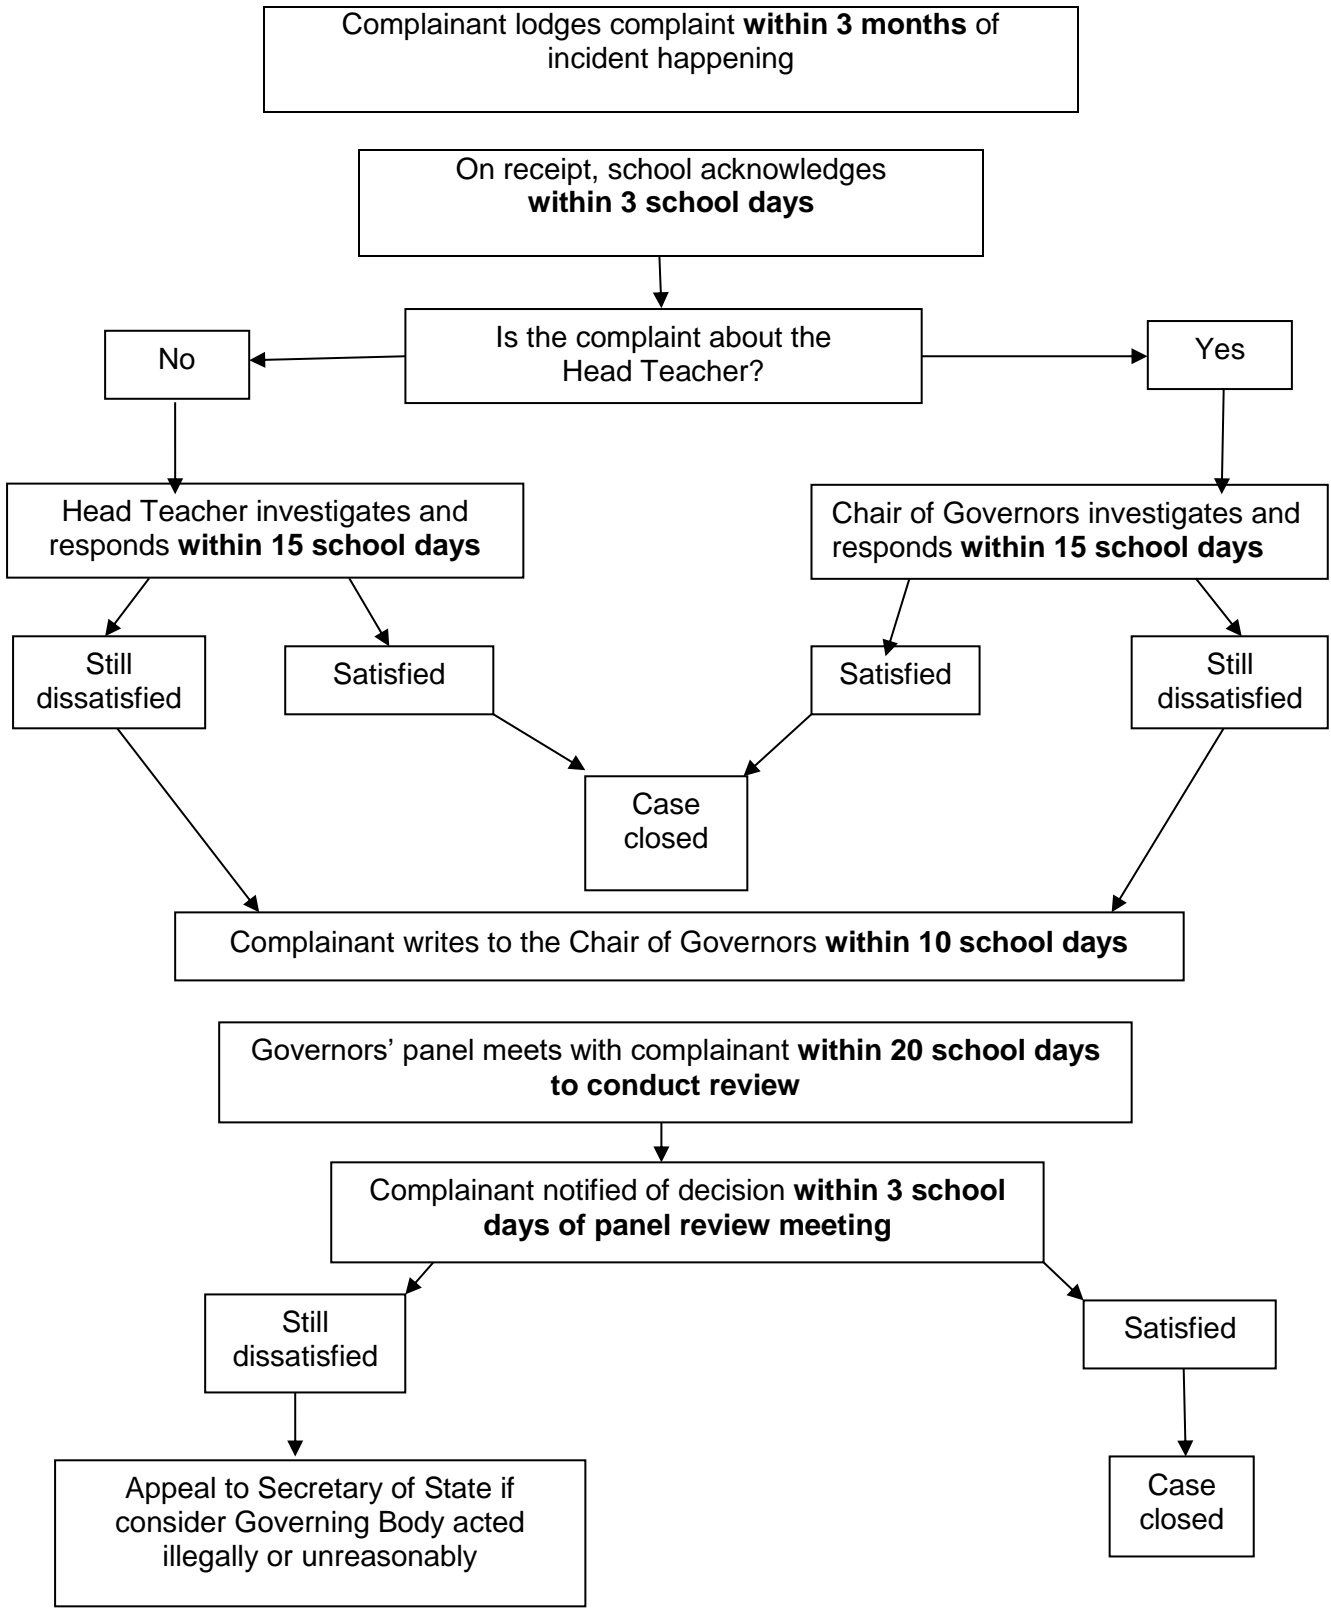 Complainant lodges complaint within 3 months of
incident happening
On receipt, school acknowledges
within 3 school days
Is the complaint about the
Head Teacher?
No
Yes
Head Teacher investigates and
responds within 15 school days
Chair of Governors investigates and
responds within 15 school days
Still
dissatisfied
Satisfied
Satisfied
Still
dissatisfied
Case
closed
Complainant writes to the Chair of Governors within 10 school days
Governors’ panel meets with complainant within 20 school days
to conduct review
Complainant notified of decision within 3 school
days of panel review meeting
Still
dissatisfied
Satisfied
Appeal to Secretary of State if
consider Governing Body acted
illegally or unreasonably
Case
closed